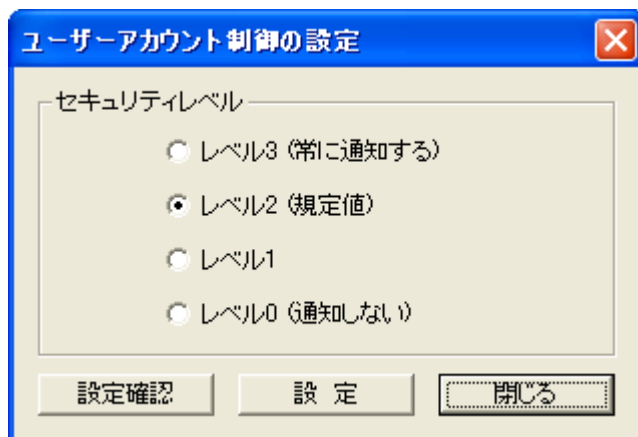 ユーザーアカウント制御の設定
セキュリティレベル
レベル3 (常に通知する)
レベル2 (規定値)
レベル1
レベル0 (通知しない)
設定確認 設 定 閉じる